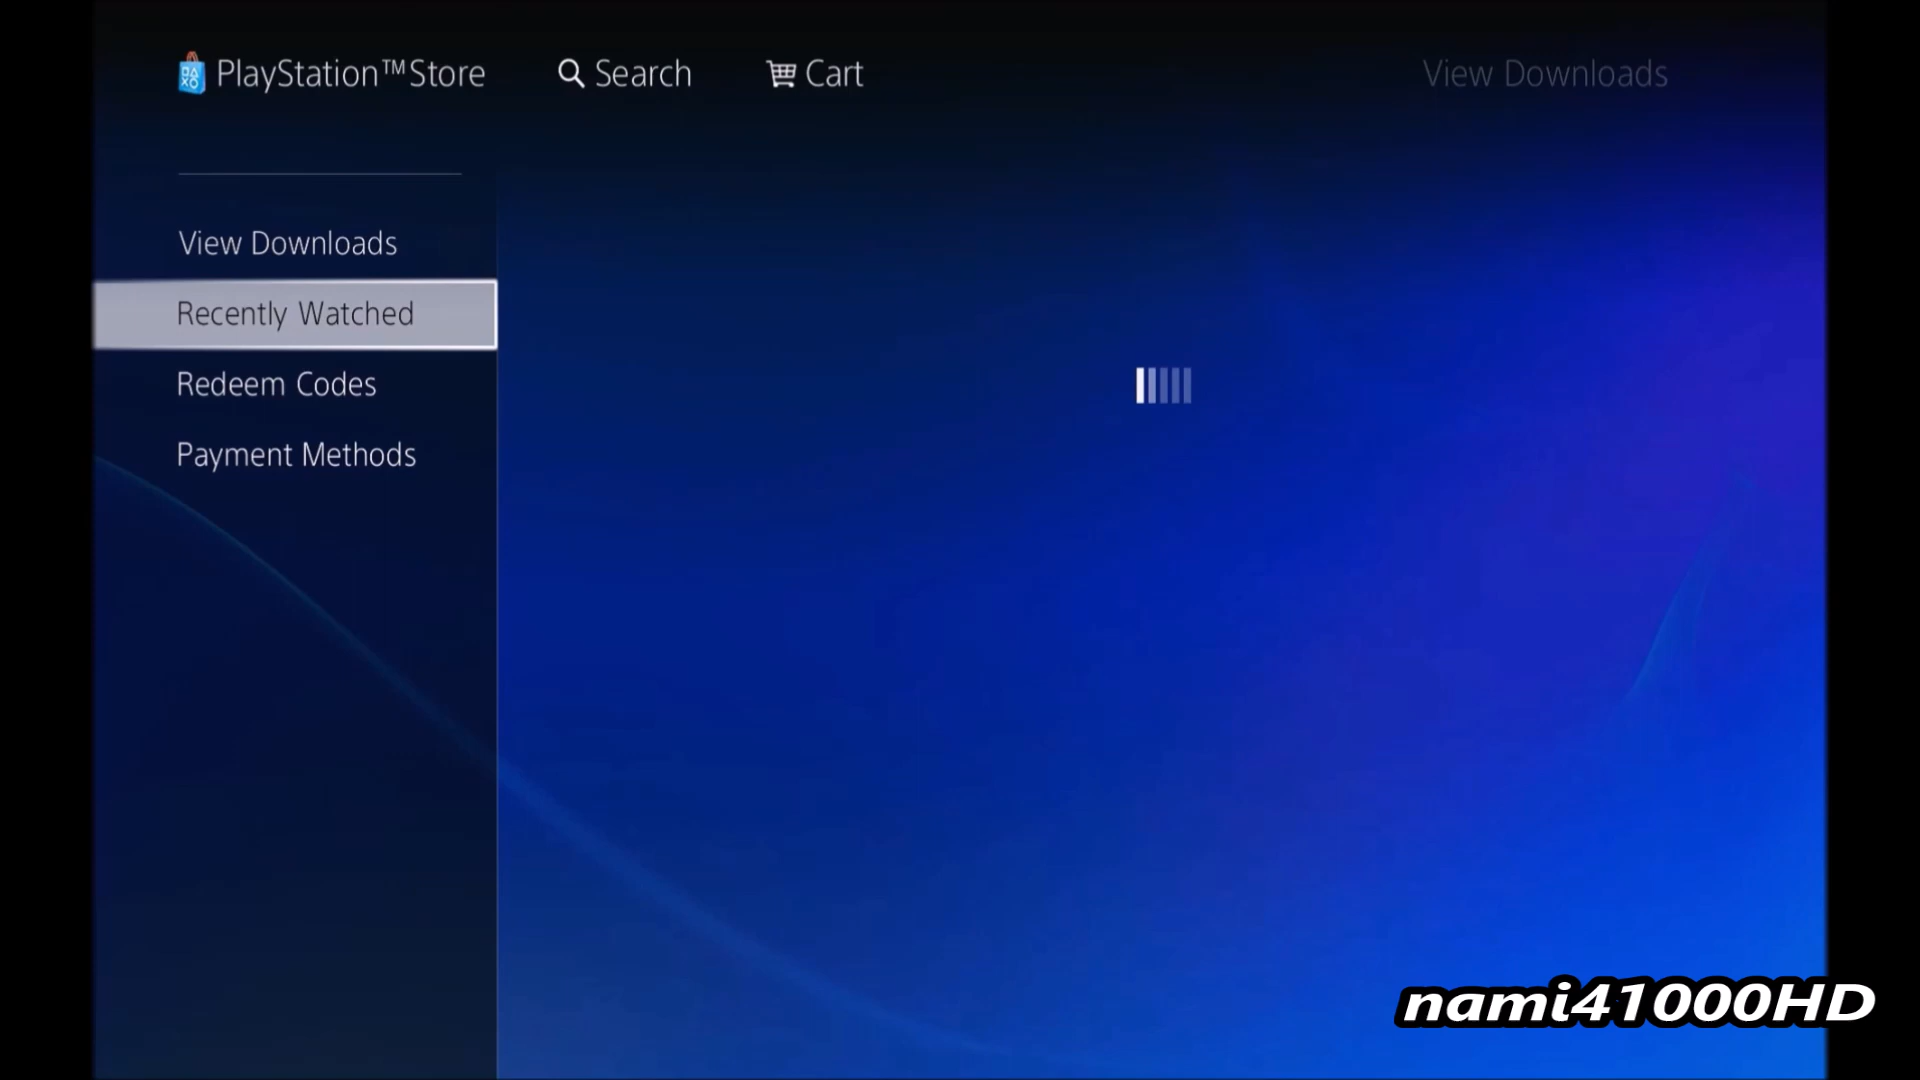 PlayStation™Store
Search
Cart
View Downloads
View Downloads
Recently Watched
Redeem Codes
Payment Methods
nami41000HD